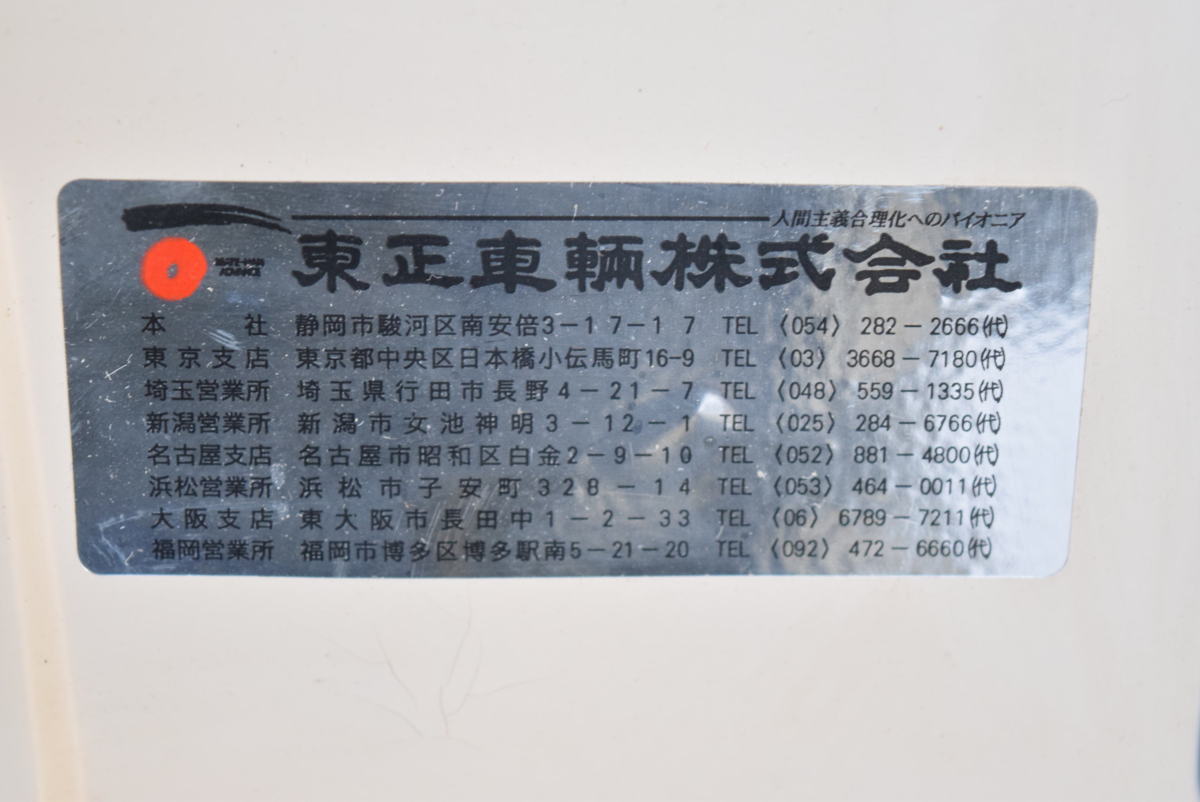 人間主義合理化へのパイオニア
東正車輛株式会社
本社 静岡市駿河区南安倍3-17-17 TEL 〈054〉 282-2666㈹
東京支店 東京都中央区日本橋小伝馬町16-9 TEL 〈03〉 3668-7180㈹
埼玉営業所 埼玉県行田市長野4-21-7 TEL 〈048〉 559-1335㈹
新潟営業所 新潟市女池神明3-12-1 TEL 〈025〉 284-6766㈹
名古屋支店 名古屋市昭和区白金2-9-10 TEL 〈052〉 881-4800㈹
浜松営業所 浜松市子安町328-14 TEL 〈053〉 464-0011㈹
大阪支店 東大阪市長田中1-2-33 TEL 〈06〉 6789-7211㈹
福岡営業所 福岡市博多区博多駅南5-21-20 TEL 〈092〉 472-6660㈹